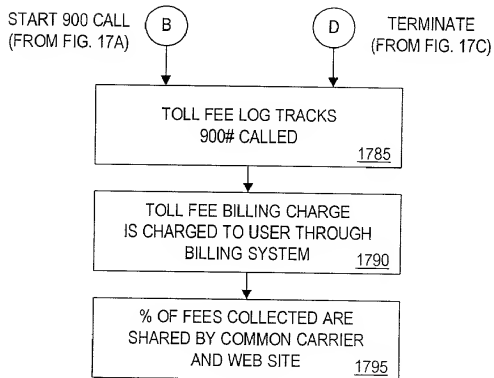 START 900 CALL
(FROM FIG. 17A)
B
D
TERMINATE
(FROM FIG. 17C)
TOLL FEE LOG TRACKS
900# CALLED
1785
TOLL FEE BILLING CHARGE
IS CHARGED TO USER THROUGH
BILLING SYSTEM
1790
% OF FEES COLLECTED ARE
SHARED BY COMMON CARRIER
AND WEB SITE
1795